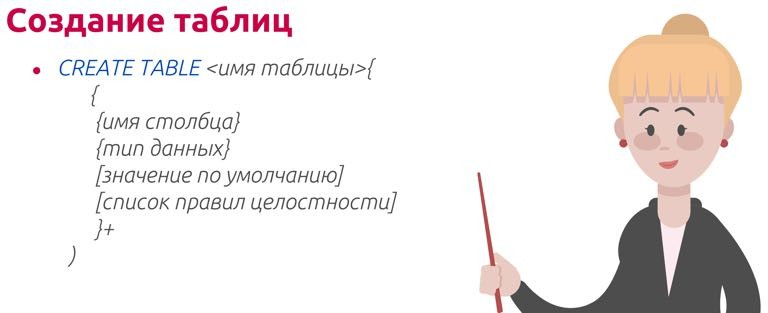 Создание таблиц
• CREATE TABLE <имя таблицы>{
{
{имя столбца}
{тип данных}
[значение по умолчанию]
[список правил целостности]
}+
)